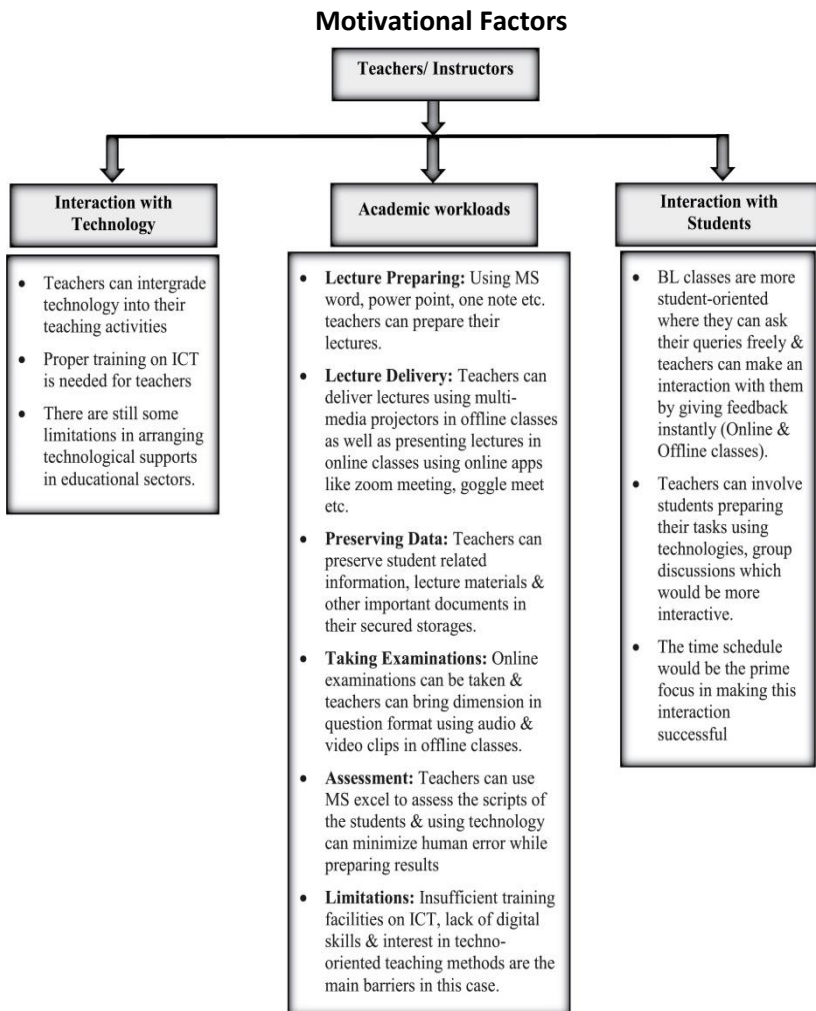 Motivational Factors
Teachers/ Instructors
Interaction with
Technology
• Teachers can intergrade
technology into their
teaching activities
• Proper training on ICT
is needed for teachers
• There are still some
limitations in arranging
technological supports
in educational sectors.
Academic workloads
• Lecture Preparing: Using MS
word, power point, one note etc.
teachers can prepare their
lectures.
• Lecture Delivery: Teachers can
deliver lectures using multi-
media projectors in offline classes
as well as presenting lectures in
online classes using online apps
like zoom meeting, goggle meet
etc.
• Preserving Data: Teachers can
preserve student related
information, lecture materials &
other important documents in
their secured storages.
• Taking Examinations: Online
examinations can be taken &
teachers can bring dimension in
question format using audio &
video clips in offline classes.
• Assessment: Teachers can use
MS excel to assess the scripts of
the students & using technology
can minimize human error while
preparing results
• Limitations: Insufficient training
facilities on ICT, lack of digital
skills & interest in techno-
oriented teaching methods are the
main barriers in this case.
Interaction with
Students
• BL classes are more
student-oriented
where they can ask
their queries freely &
teachers can make an
interaction with them
by giving feedback
instantly (Online &
Offline classes).
• Teachers can involve
students preparing
their tasks using
technologies, group
discussions which
would be more
interactive.
• The time schedule
would be the prime
focus in making this
interaction
successful